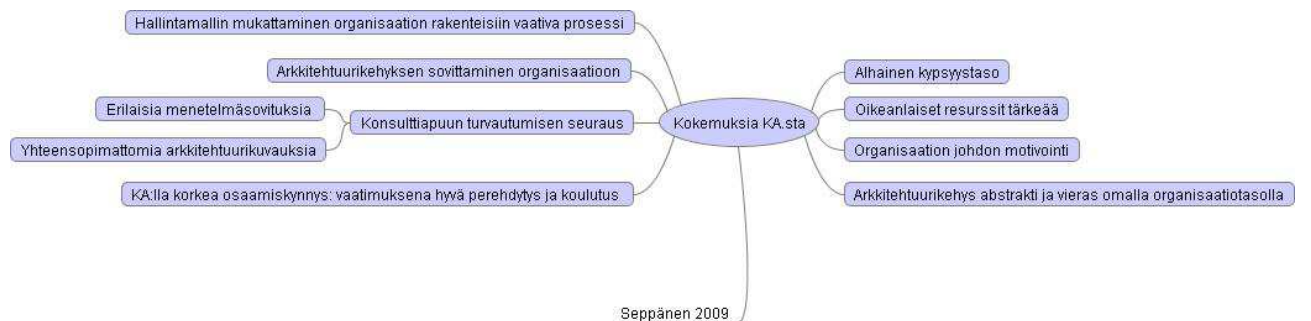 Hallintamallin mukattaminen organisaation rakenteisiin vaativa prosessi
Arkkitehtuurikehyksen sovittaminen organisaatioon
Erilaisia menetelmäsovituksia
Konsulttiapuun turvautumisen seuraus
Yhteensopimattomia arkkitehtuurikuvauksia
KA:lla korkea osaamiskynnys: vaatimuksena hyvä perehdytys ja koulutus
Kokemuksia KA.sta
Alhainen kypsyystaso
Oikeanlaiset resurssit tärkeää
Organisaation johdon motivointi
Arkkitehtuurikehys abstrakti ja vieras omalla organisaatiotasolla
Seppänen 2009